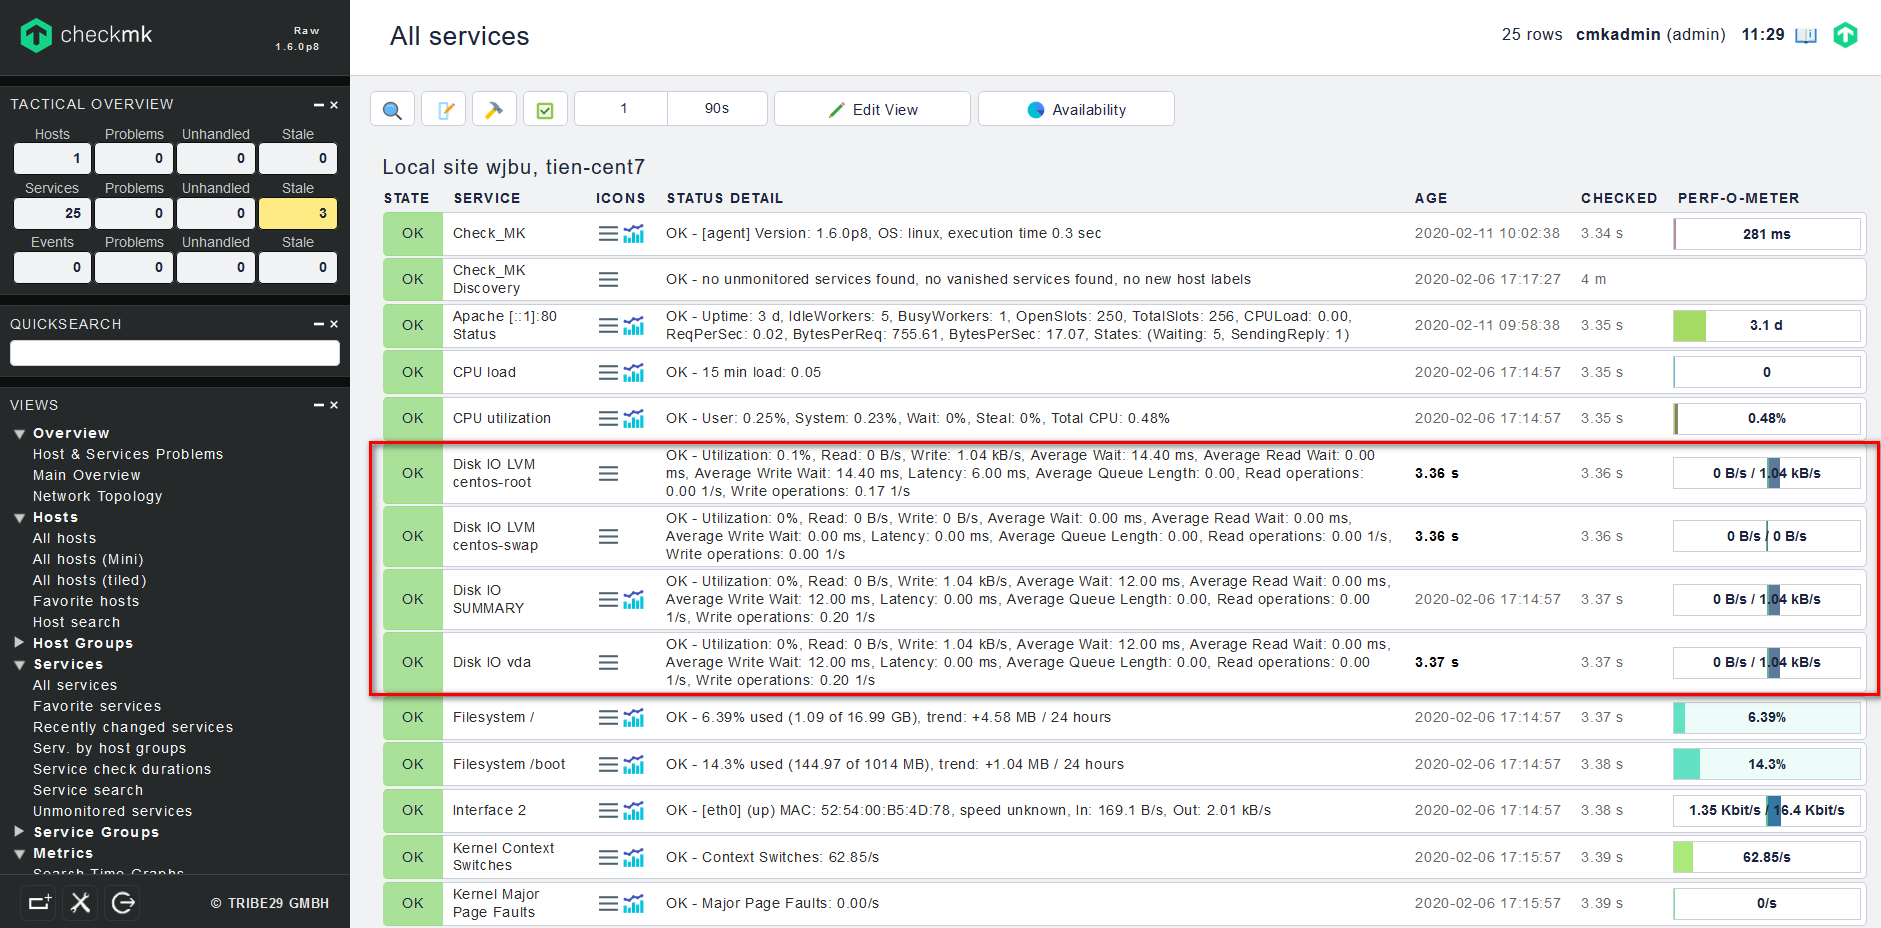 checkmk
Raw
1.6.0p8
All services
25 rows cmkadmin (admin) 11:29
TACTICAL OVERVIEW
Hosts Problems Unhandled Stale
1 0 0 0
Services Problems Unhandled Stale
25 0 0 3
Events Problems Unhandled Stale
0 0 0 0
QUICKSEARCH
VIEWS
Overview
Host & Services Problems
Main Overview
Network Topology
Hosts
All hosts
All hosts (Mini)
All hosts (tiled)
Favorite hosts
Host search
Host Groups
Services
All services
Favorite services
Recently changed services
Serv. by host groups
Service check durations
Service search
Unmonitored services
Service Groups
Metrics
Search Time Graphs
© TRIBE29 GMBH
1 90s Edit View Availability
Local site wjbu, tien-cent7
STATE SERVICE ICONS STATUS DETAIL AGE CHECKED PERF-O-METER
OK Check_MK OK - [agent] Version: 1.6.0p8, OS: linux, execution time 0.3 sec 2020-02-11 10:02:38 3.34 s 281 ms
OK Check_MK
Discovery OK - no unmonitored services found, no vanished services found, no new host labels 2020-02-06 17:17:27 4 m
OK Apache [::1]:80
Status OK - Uptime: 3 d, IdleWorkers: 5, BusyWorkers: 1, OpenSlots: 250, TotalSlots: 256, CPULoad: 0.00,
ReqPerSec: 0.02, BytesPerReq: 755.61, BytesPerSec: 17.07, States: (Waiting: 5, SendingReply: 1) 2020-02-11 09:58:38 3.35 s 3.1 d
OK CPU load OK - 15 min load: 0.05 2020-02-06 17:14:57 3.35 s 0
OK CPU utilization OK - User: 0.25%, System: 0.23%, Wait: 0%, Steal: 0%, Total CPU: 0.48% 2020-02-06 17:14:57 3.35 s 0.48%
OK Disk IO LVM
centos-root OK - Utilization: 0.1%, Read: 0 B/s, Write: 1.04 kB/s, Average Wait: 14.40 ms, Average Read Wait: 0.00
ms, Average Write Wait: 14.40 ms, Latency: 6.00 ms, Average Queue Length: 0.00, Read operations:
0.00 1/s, Write operations: 0.17 1/s 3.36 s 3.36 s 0 B/s / 1.04 kB/s
OK Disk IO LVM
centos-swap OK - Utilization: 0%, Read: 0 B/s, Write: 0 B/s, Average Wait: 0.00 ms, Average Read Wait: 0.00 ms,
Average Write Wait: 0.00 ms, Latency: 0.00 ms, Average Queue Length: 0.00, Read operations: 0.00 1/s,
Write operations: 0.00 1/s 3.36 s 3.36 s 0 B/s / 0 B/s
OK Disk IO
SUMMARY OK - Utilization: 0%, Read: 0 B/s, Write: 1.04 kB/s, Average Wait: 12.00 ms, Average Read Wait: 0.00 ms,
Average Write Wait: 12.00 ms, Latency: 0.00 ms, Average Queue Length: 0.00, Read operations: 0.00
1/s, Write operations: 0.20 1/s 2020-02-06 17:14:57 3.37 s 0 B/s / 1.04 kB/s
OK Disk IO vda OK - Utilization: 0%, Read: 0 B/s, Write: 1.04 kB/s, Average Wait: 12.00 ms, Average Read Wait: 0.00 ms,
Average Write Wait: 12.00 ms, Latency: 0.00 ms, Average Queue Length: 0.00, Read operations: 0.00
1/s, Write operations: 0.20 1/s 3.37 s 3.37 s 0 B/s / 1.04 kB/s
OK Filesystem / OK - 6.39% used (1.09 of 16.99 GB), trend: +4.58 MB / 24 hours 2020-02-06 17:14:57 3.37 s 6.39%
OK Filesystem /boot OK - 14.3% used (144.97 of 1014 MB), trend: +1.04 MB / 24 hours 2020-02-06 17:14:57 3.38 s 14.3%
OK Interface 2 OK - [eth0] (up) MAC: 52:54:00:B5:4D:78, speed unknown, In: 169.1 B/s, Out: 2.01 kB/s 2020-02-06 17:14:57 3.38 s 1.35 Kbit/s / 16.4 Kbit/s
OK Kernel Context
Switches OK - Context Switches: 62.85/s 2020-02-06 17:15:57 3.39 s 62.85/s
OK Kernel Major
Page Faults OK - Major Page Faults: 0.00/s 2020-02-06 17:15:57 3.39 s 0/s